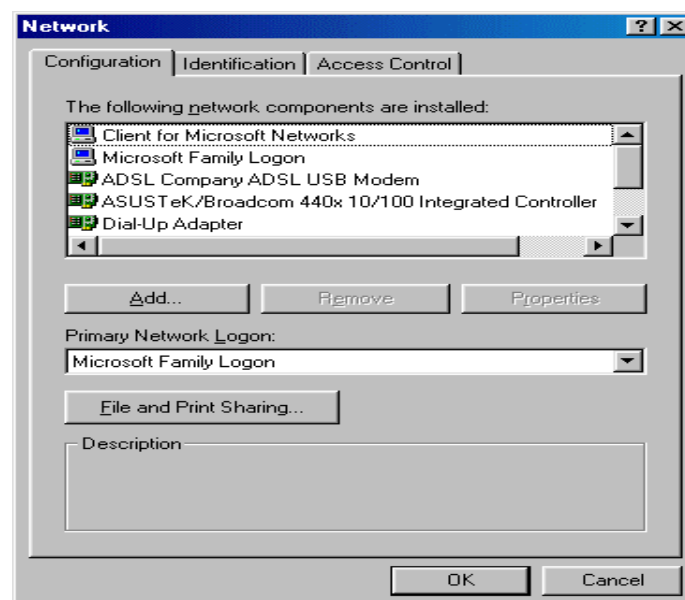 Network
Configuration Identification Access Control
The following network components are installed:
Client for Microsoft Networks
Microsoft Family Logon
ADSL Company ADSL USB Modem
ASUSTeK/Broadcom 440x 10/100 Integrated Controller
Dial-Up Adapter
Add... Remove Properties
Primary Network Logon:
Microsoft Family Logon
File and Print Sharing...
Description
OK Cancel